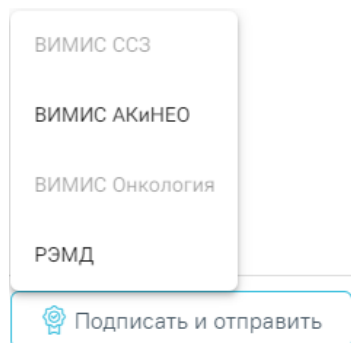 ВИМИС ССЗ
ВИМИС АКиНЕО
ВИМИС Онкология
РЭМД
Подписать и отправить